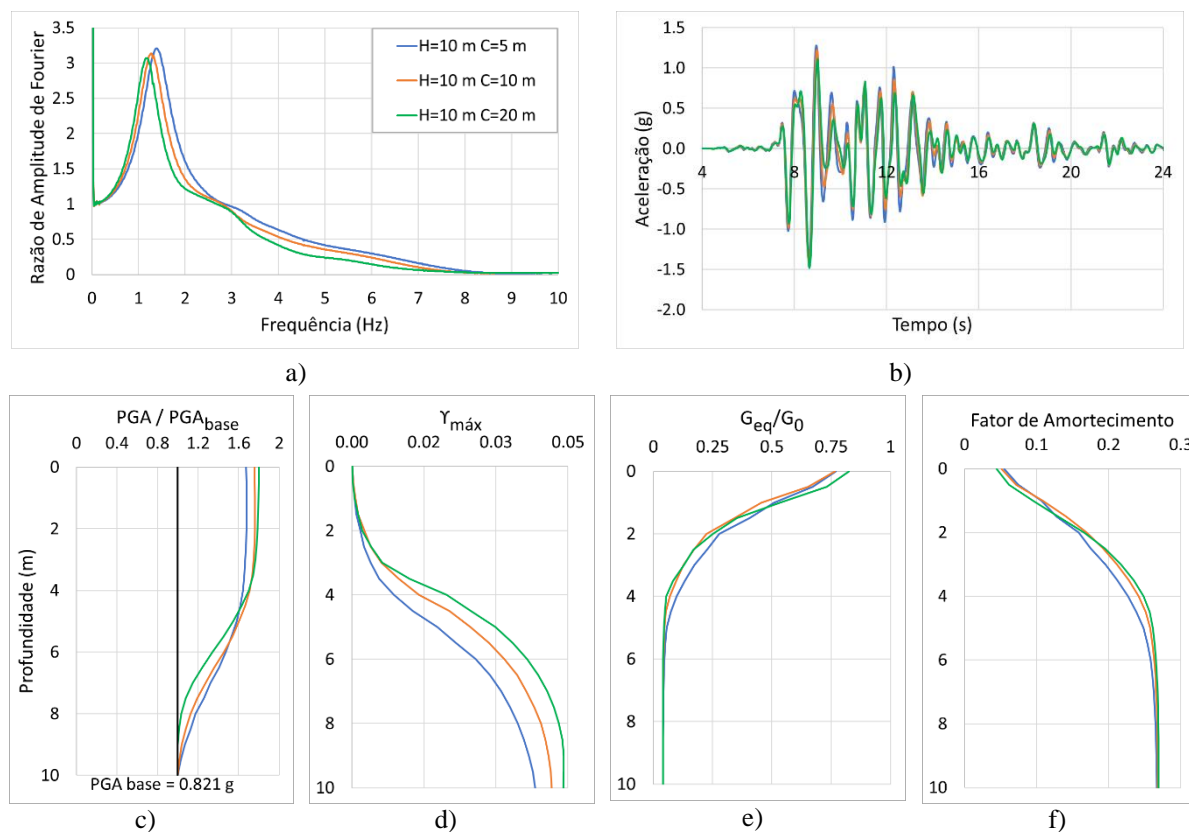 Razão de Amplitude de Fourier
3.5
3
2.5
2
1.5
1
0.5
0
0 1 2 3 4 5 6 7 8 9 10
Frequência (Hz)
H=10 m C=5 m
H=10 m C=10 m
H=10 m C=20 m
a)
Aceleração (g)
1.5
1.0
0.5
0.0
-0.5
-1.0
-1.5
-2.0
4 8 12 16 20 24
Tempo (s)
b)
PGA / PGAbase
0 0.4 0.8 1.2 1.6 2
Profundidade (m)
0
2
4
6
8
10
PGA base = 0.821 g
c)
ϒmáx
0.00 0.02 0.03 0.05
0
2
4
6
8
10
d)
Geq/G0
0 0.25 0.5 0.75 1
0
2
4
6
8
10
e)
Fator de Amortecimento
0 0.1 0.2 0.3
0
2
4
6
8
10
f)